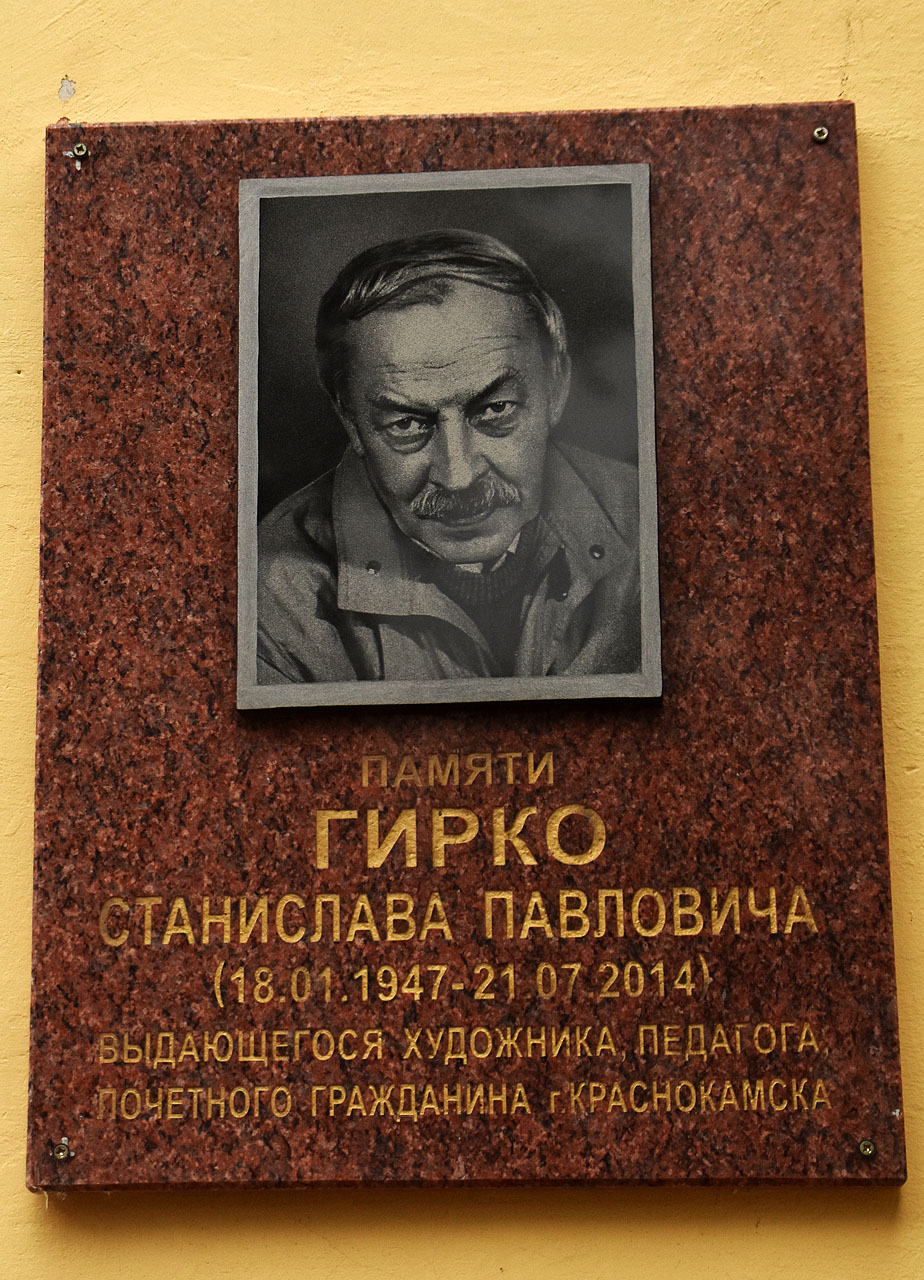 ПАМЯТИ
ГИРКО
СТАНИСЛАВА ПАВЛОВИЧА
(18.01.1947-21.07.2014)
ВЫДАЮЩЕГОСЯ ХУДОЖНИКА, ПЕДАГОГА,
ПОЧЕТНОГО ГРАЖДАНИНА г.КРАСНОКАМСКА